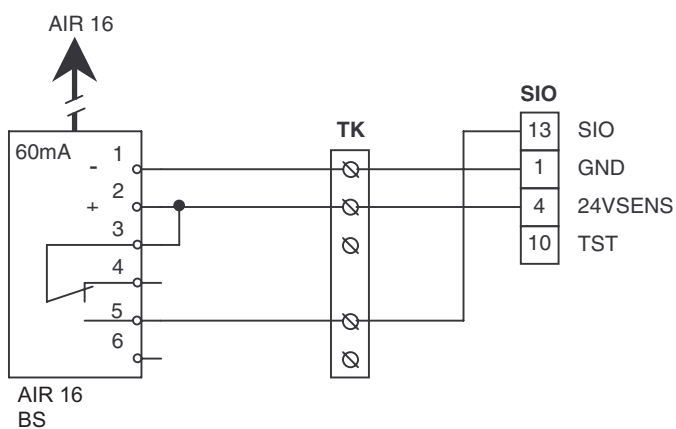 AIR 16
SIO
TK
60mA
- 1
+ 2
3
4
5
6
13 SIO
1 GND
4 24VSENS
10 TST
AIR 16
BS